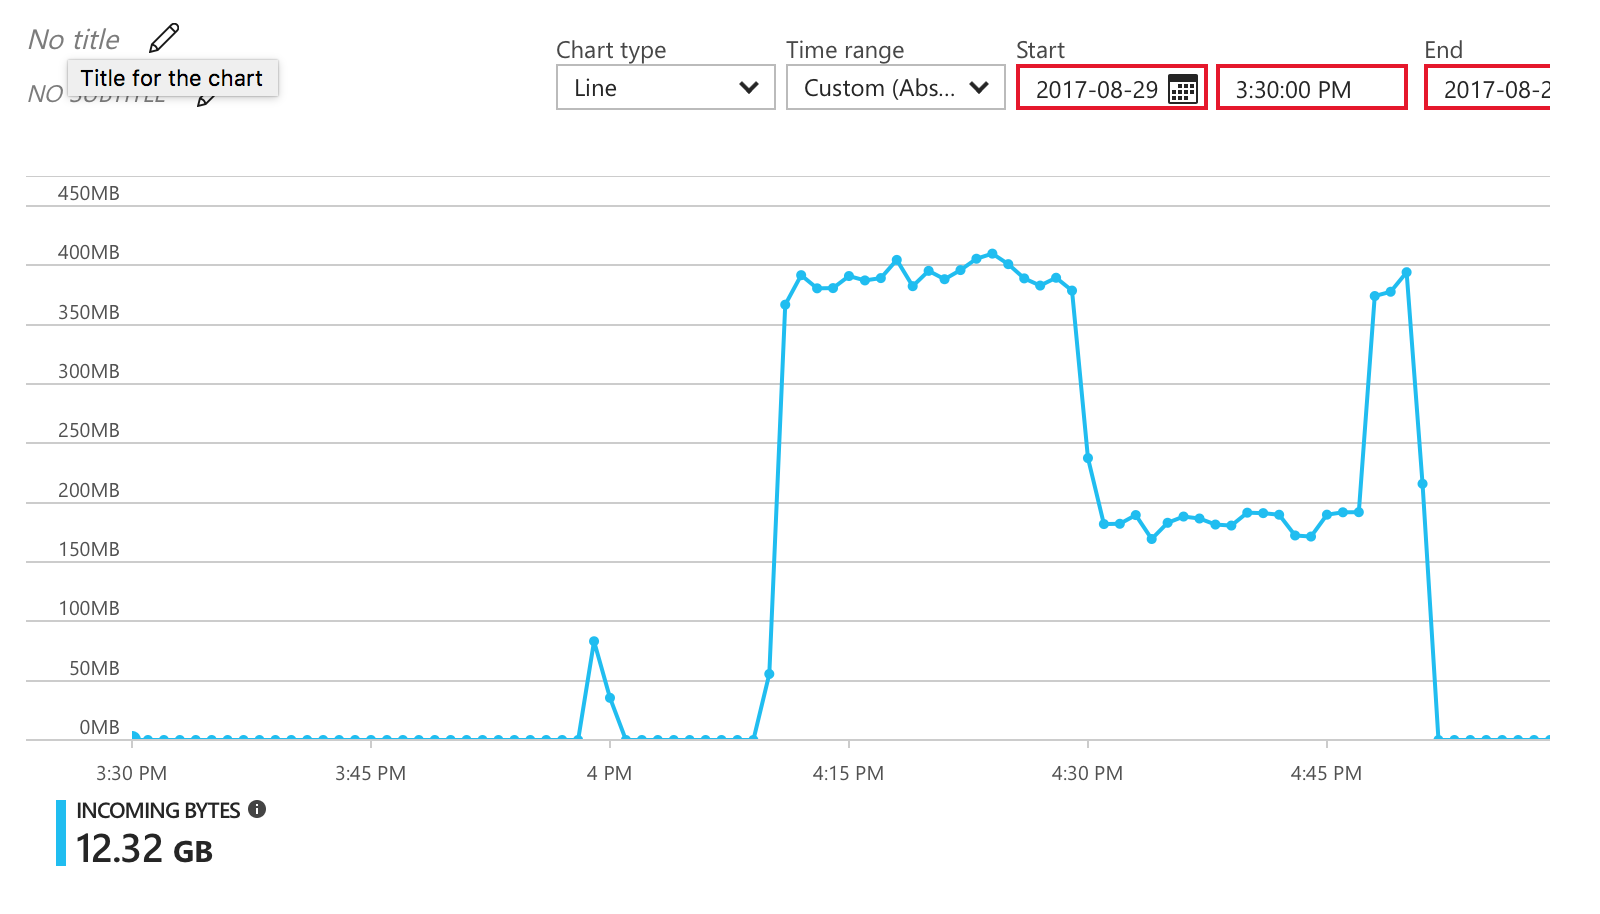 No title
Title for the chart
NO SUBTITLE
Chart type
Time range
Start
End
Line
Custom (Abs...
2017-08-29
3:30:00 PM
2017-08-2
450MB
400MB
350MB
300MB
250MB
200MB
150MB
100MB
50MB
0MB
3:30 PM
3:45 PM
4 PM
4:15 PM
4:30 PM
4:45 PM
INCOMING BYTES
12.32 GB